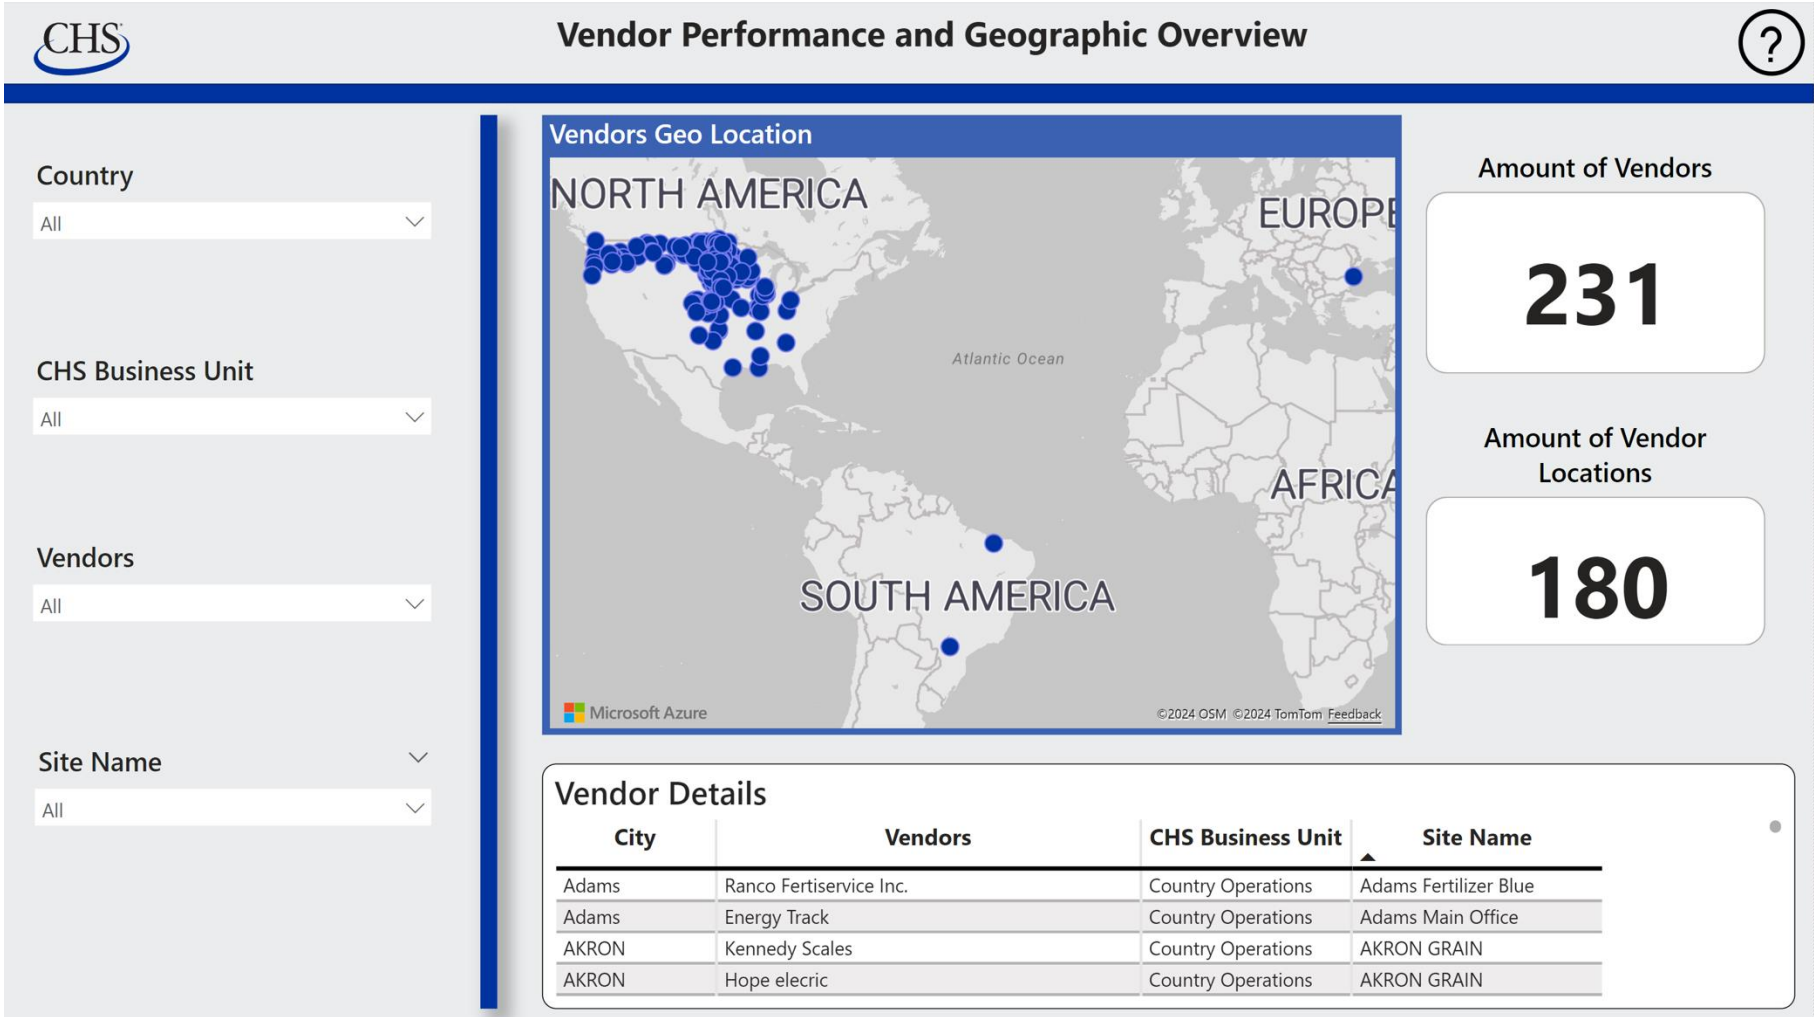 CHS
Vendor Performance and Geographic Overview
?
Country
All
CHS Business Unit
All
Vendors
All
Site Name
All
Vendors Geo Location
NORTH AMERICA
EUROPE
Atlantic Ocean
AFRICA
SOUTH AMERICA
Microsoft Azure
©2024 OSM ©2024 TomTom Feedback
Amount of Vendors
231
Amount of Vendor
Locations
180
Vendor Details
City Vendors CHS Business Unit Site Name
Adams Ranco Fertiservice Inc. Country Operations Adams Fertilizer Blue
Adams Energy Track Country Operations Adams Main Office
AKRON Kennedy Scales Country Operations AKRON GRAIN
AKRON Hope elecric Country Operations AKRON GRAIN